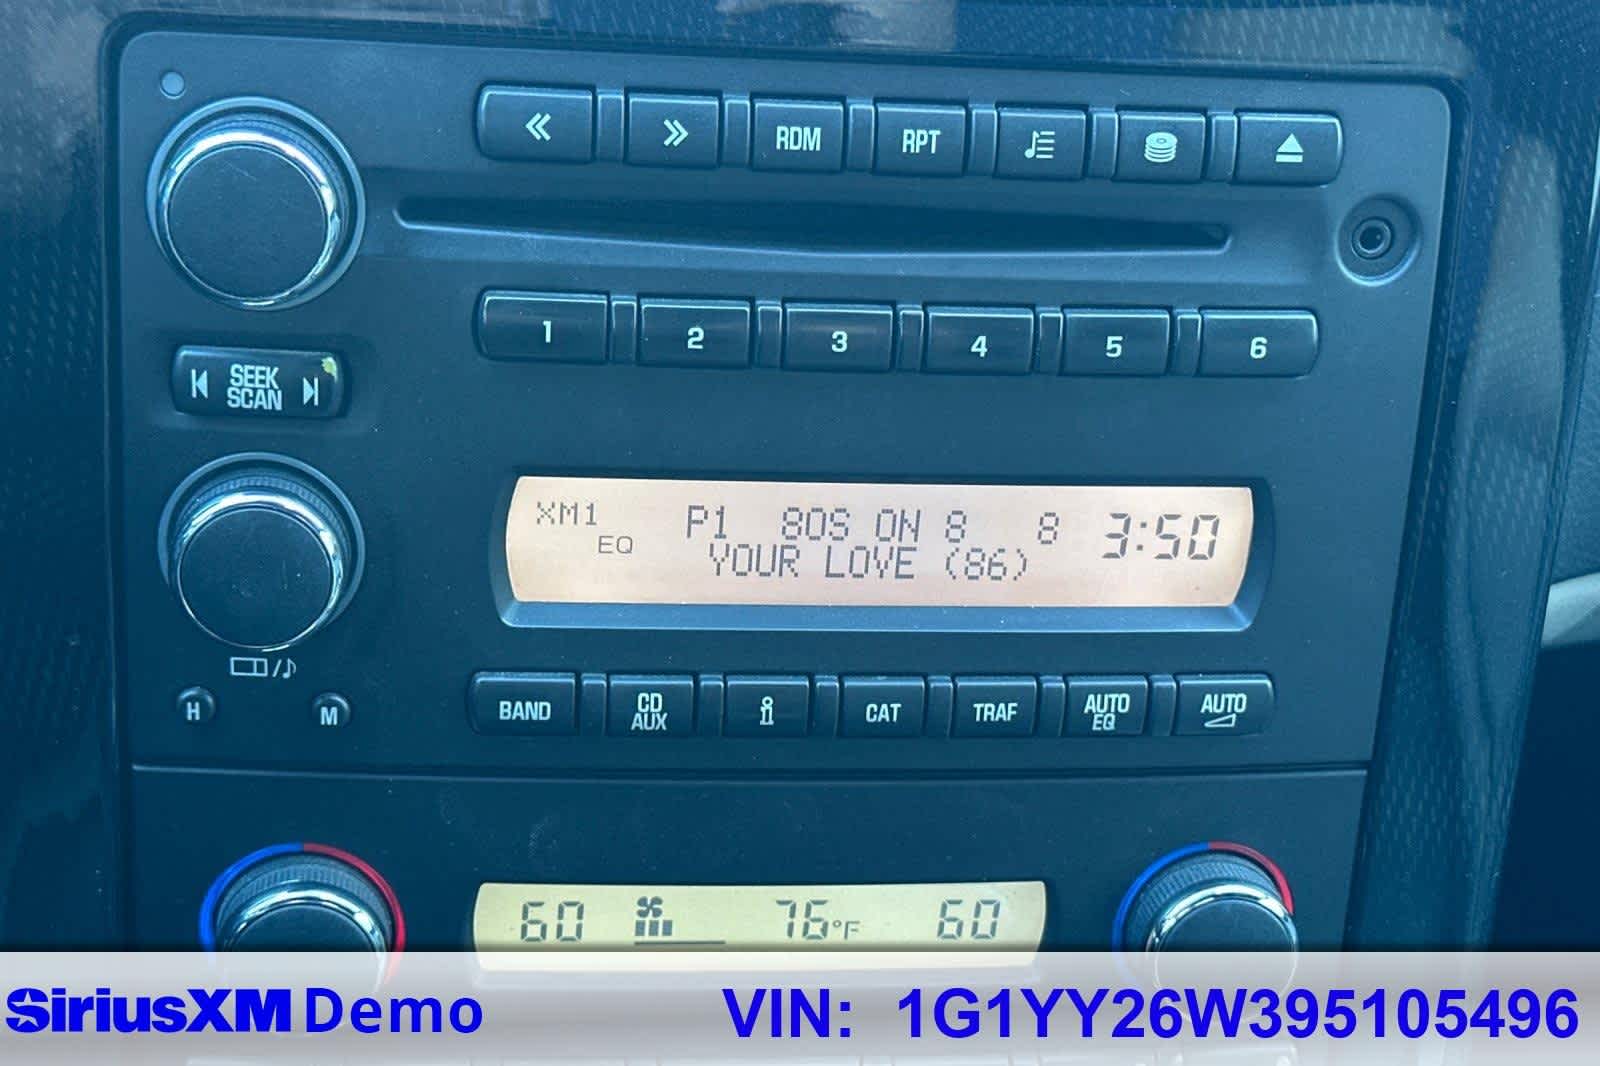 RDM RPT
1 2 3 4 5 6
SEEK
SCAN
XM1 P1 80S ON 8 8 3:50
EQ YOUR LOVE (86)
H M
BAND CD AUX i CAT TRAF AUTO EQ AUTO
60 76°F 60
SiriusXM Demo VIN: 1G1YY26W395105496